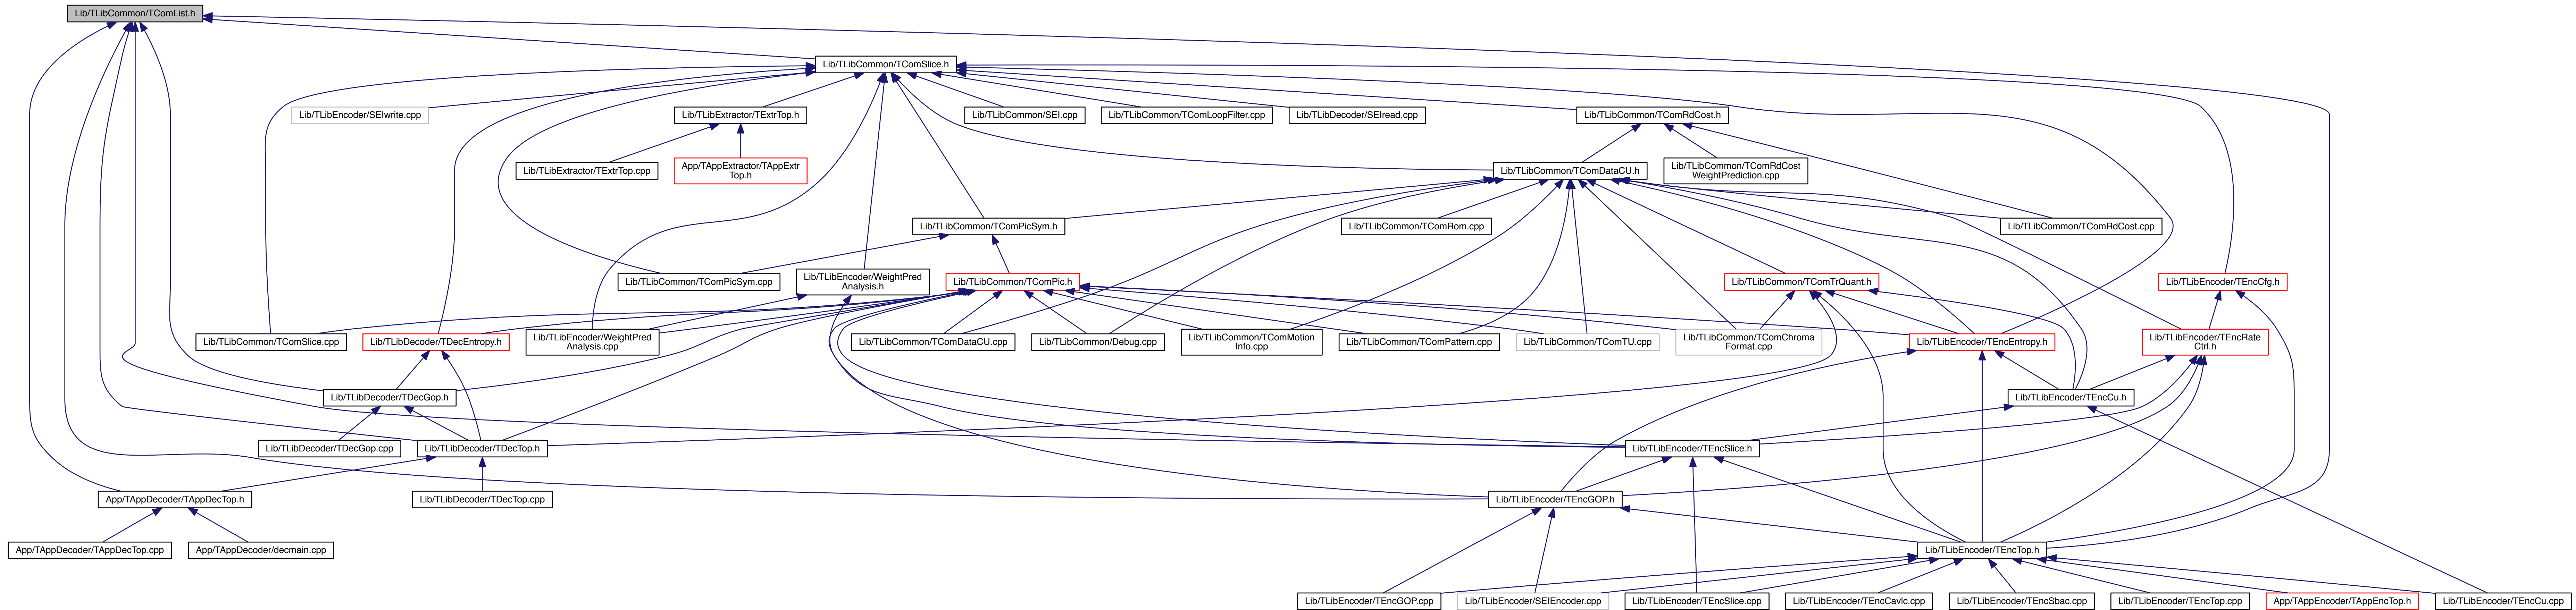 Lib/TLibCommon/TComList.h
Lib/TLibCommon/TComSlice.h
Lib/TLibEncoder/SEIwrite.cpp
Lib/TLibExtractor/TExtrTop.h
Lib/TLibCommon/SEI.cpp
Lib/TLibCommon/TComLoopFilter.cpp
Lib/TLibDecoder/SEIread.cpp
Lib/TLibCommon/TComRdCost.h
Lib/TLibExtractor/TExtrTop.cpp
App/TAppExtractor/TAppExtr
Top.h
Lib/TLibCommon/TComDataCU.h
Lib/TLibCommon/TComRdCost
WeightPrediction.cpp
Lib/TLibCommon/TComPicSym.h
Lib/TLibCommon/TComRom.cpp
Lib/TLibCommon/TComRdCost.cpp
Lib/TLibCommon/TComPicSym.cpp
Lib/TLibEncoder/WeightPred
Analysis.h
Lib/TLibCommon/TComPic.h
Lib/TLibCommon/TComTrQuant.h
Lib/TLibEncoder/TEncCfg.h
Lib/TLibCommon/TComSlice.cpp
Lib/TLibDecoder/TDecEntropy.h
Lib/TLibEncoder/WeightPred
Analysis.cpp
Lib/TLibCommon/TComDataCU.cpp
Lib/TLibCommon/Debug.cpp
Lib/TLibCommon/TComMotion
Info.cpp
Lib/TLibCommon/TComPattern.cpp
Lib/TLibCommon/TComTU.cpp
Lib/TLibCommon/TComChroma
Format.cpp
Lib/TLibEncoder/TEncEntropy.h
Lib/TLibEncoder/TEncRate
Ctrl.h
Lib/TLibDecoder/TDecGop.h
Lib/TLibEncoder/TEncCu.h
Lib/TLibDecoder/TDecGop.cpp
Lib/TLibDecoder/TDecTop.h
Lib/TLibEncoder/TEncSlice.h
App/TAppDecoder/TAppDecTop.h
Lib/TLibDecoder/TDecTop.cpp
Lib/TLibEncoder/TEncGOP.h
App/TAppDecoder/TAppDecTop.cpp
App/TAppDecoder/decmain.cpp
Lib/TLibEncoder/TEncTop.h
Lib/TLibEncoder/TEncGOP.cpp
Lib/TLibEncoder/SEIEncoder.cpp
Lib/TLibEncoder/TEncSlice.cpp
Lib/TLibEncoder/TEncCavlc.cpp
Lib/TLibEncoder/TEncSbac.cpp
Lib/TLibEncoder/TEncTop.cpp
App/TAppEncoder/TAppEncTop.h
Lib/TLibEncoder/TEncCu.cpp